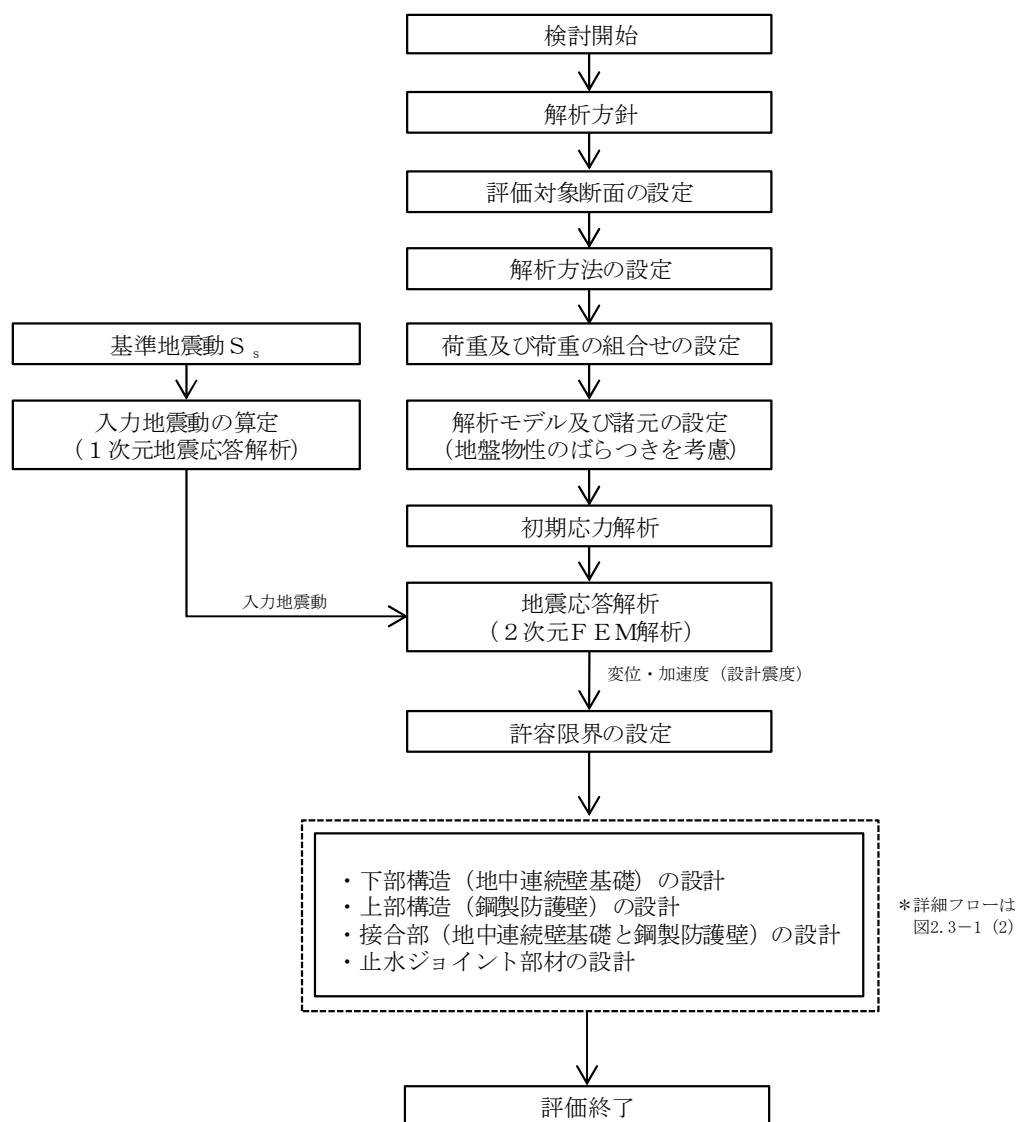 検討開始
解析方針
評価対象断面の設定
解析方法の設定
荷重及び荷重の組合せの設定
基準地震動Ｓｓ
入力地震動の算定
（１次元地震応答解析）
解析モデル及び諸元の設定
（地盤物性のばらつきを考慮）
初期応力解析
入力地震動
地震応答解析
（２次元ＦＥＭ解析）
変位・加速度（設計震度）
許容限界の設定
・下部構造（地中連続壁基礎）の設計
・上部構造（鋼製防護壁）の設計
・接合部（地中連続壁基礎と鋼製防護壁）の設計
・止水ジョイント部材の設計
＊詳細フローは
図2.3－1（2）
評価終了